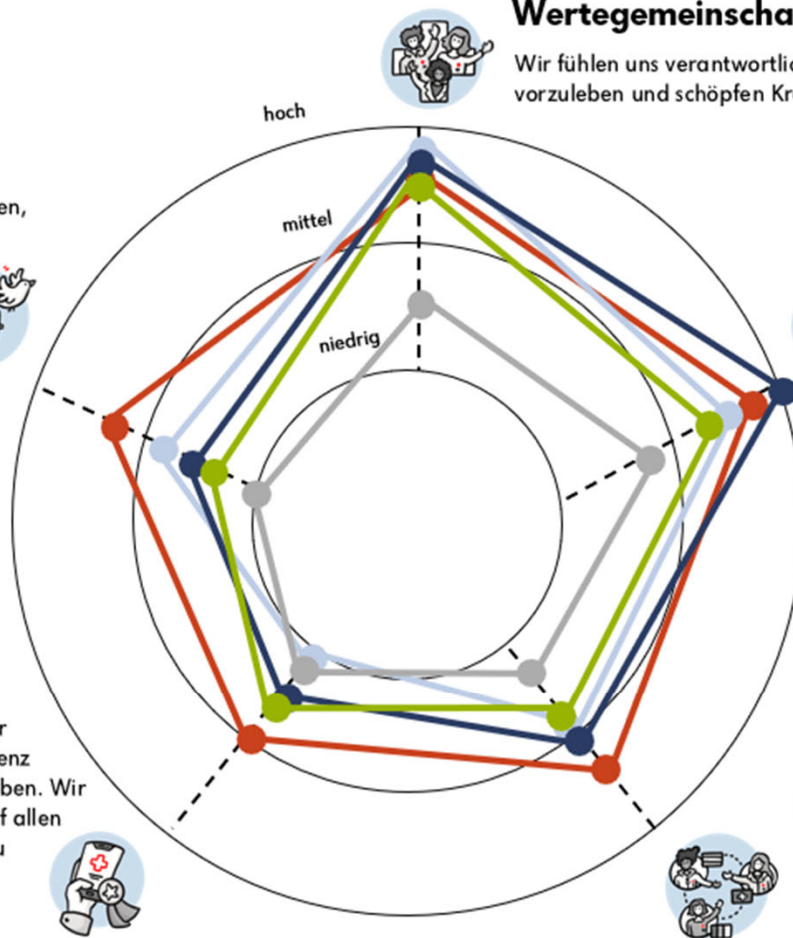 Wertegemeinscha
Wir fühlen uns verantwortlic
vorzuleben und schöpfen Kr
hoch
en,
mittel
niedrig
r
enz
ben. Wir
f allen
u